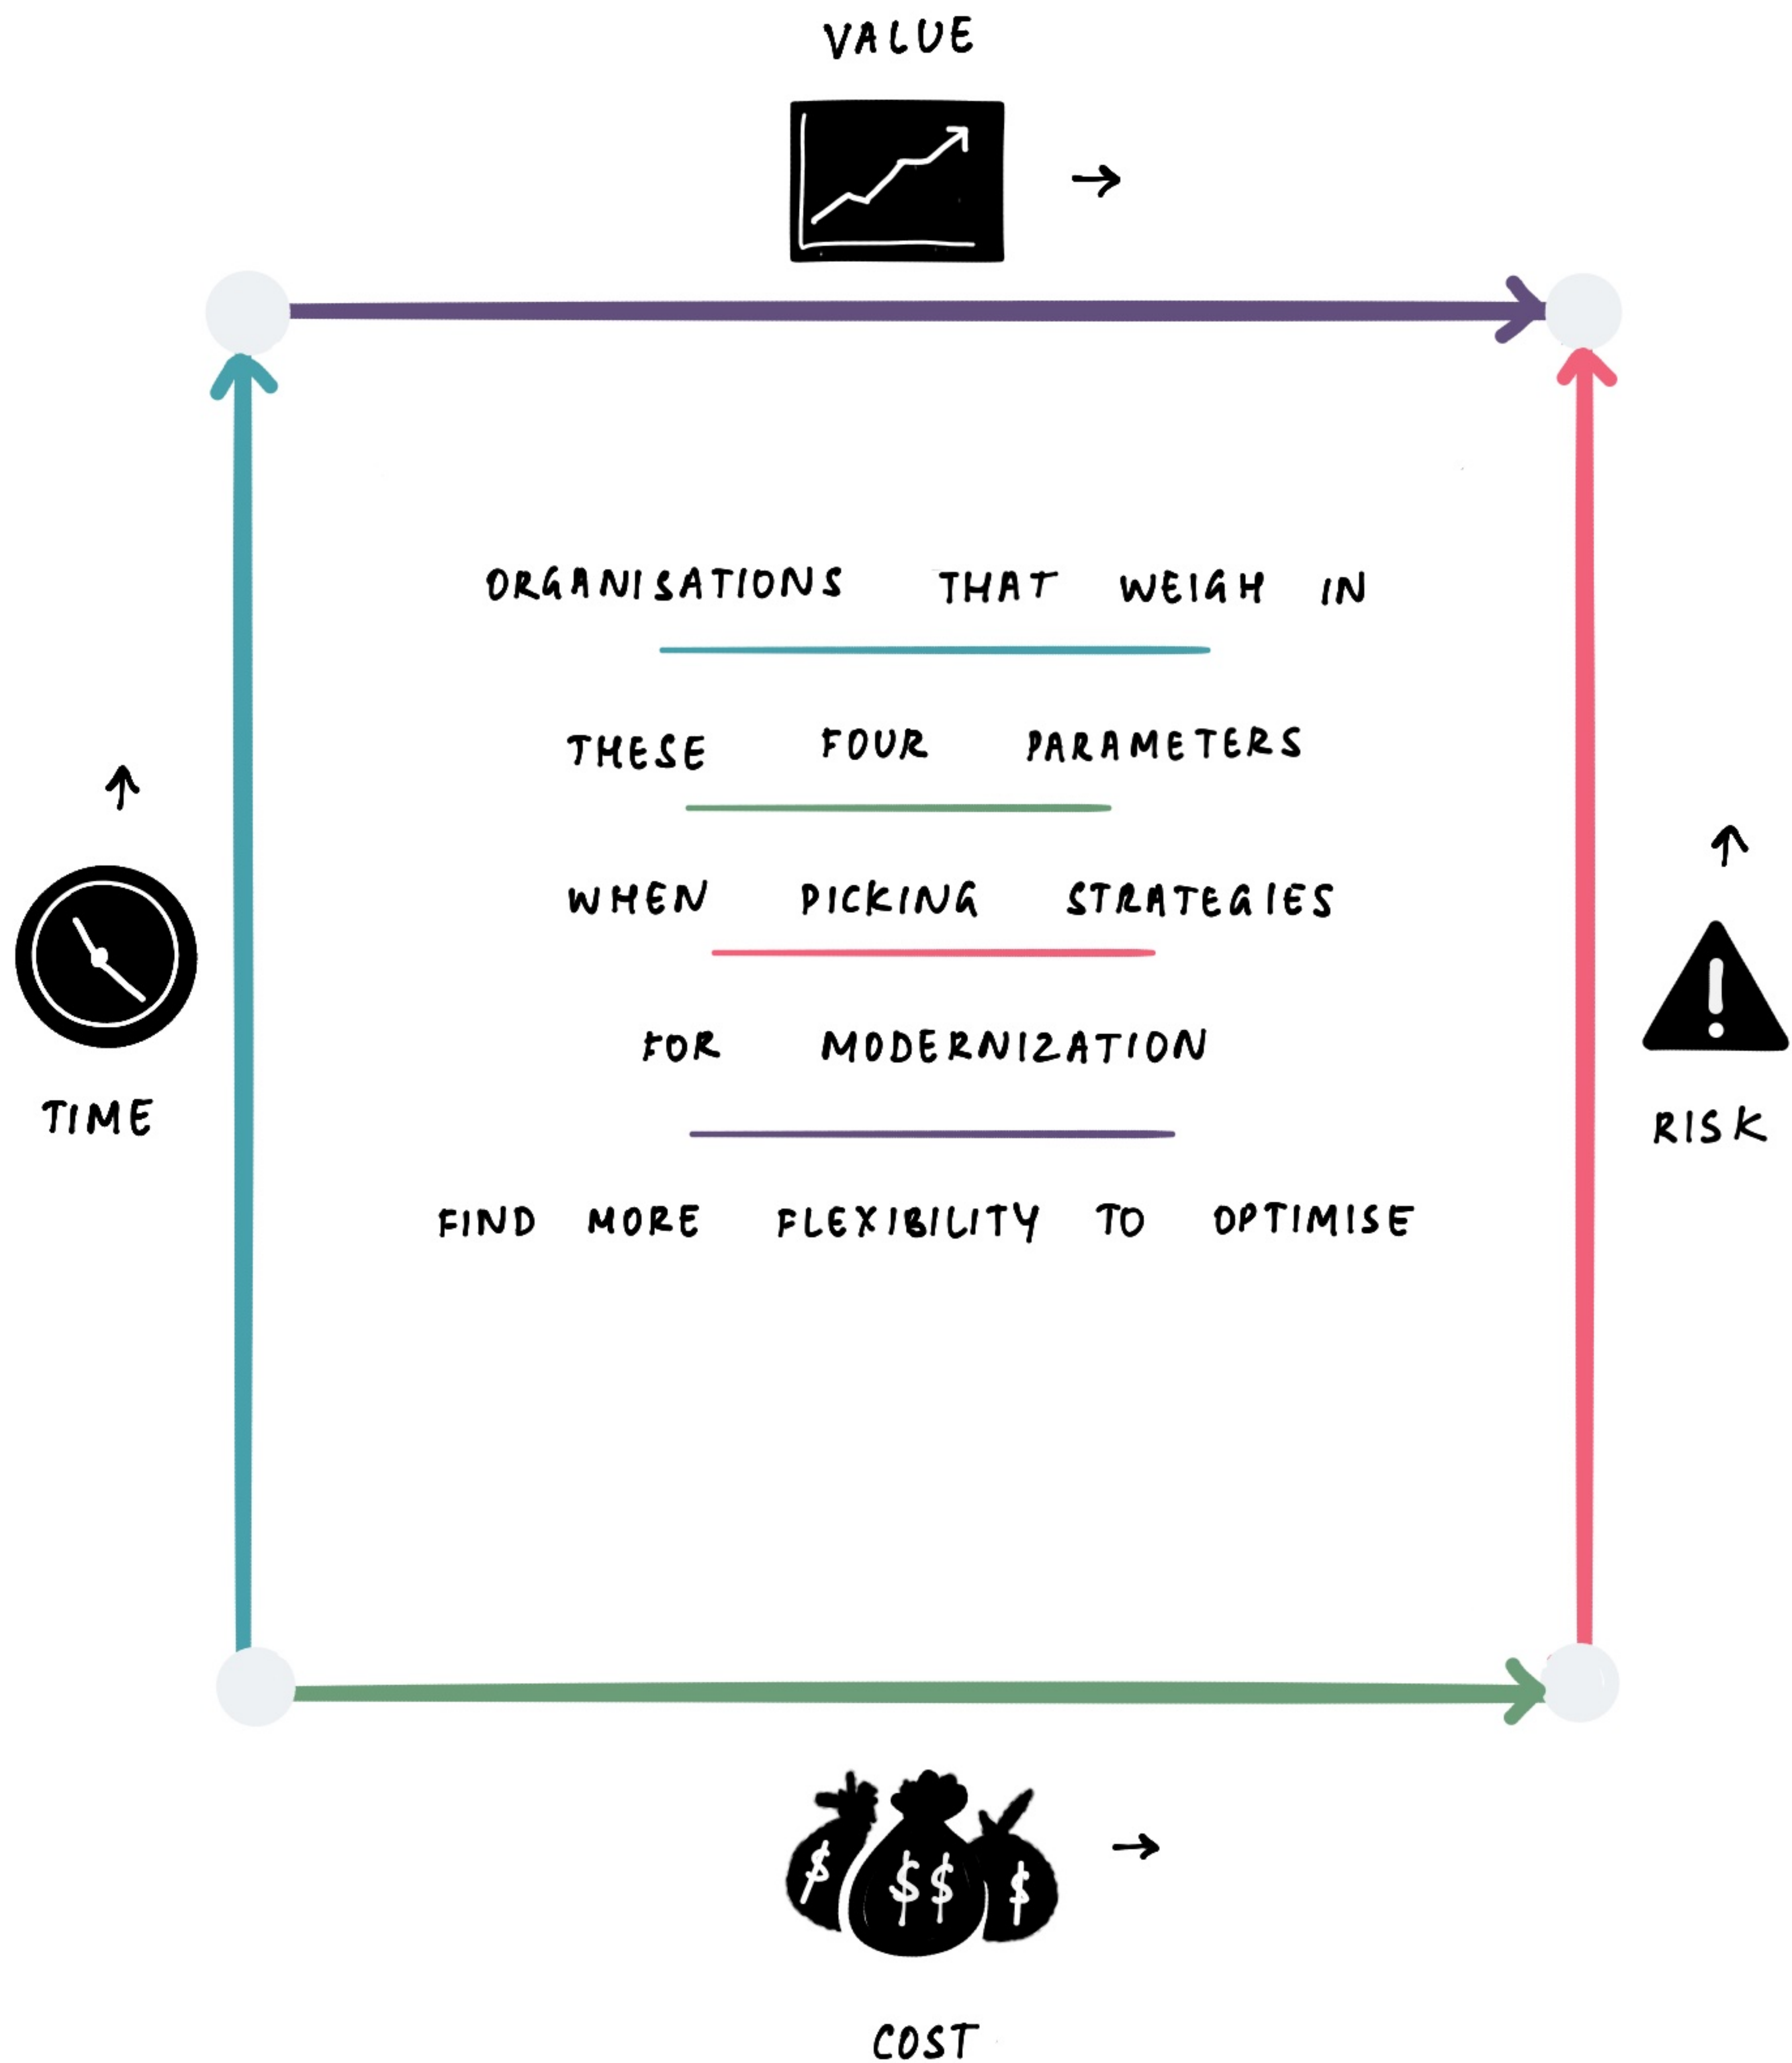 VALUE
ORGANISATIONS THAT WEIGH IN
THESE FOUR PARAMETERS
WHEN PICKING STRATEGIES
FOR MODERNIZATION
FIND MORE FLEXIBILITY TO OPTIMISE
TIME
RISK
$ $$ $
COST